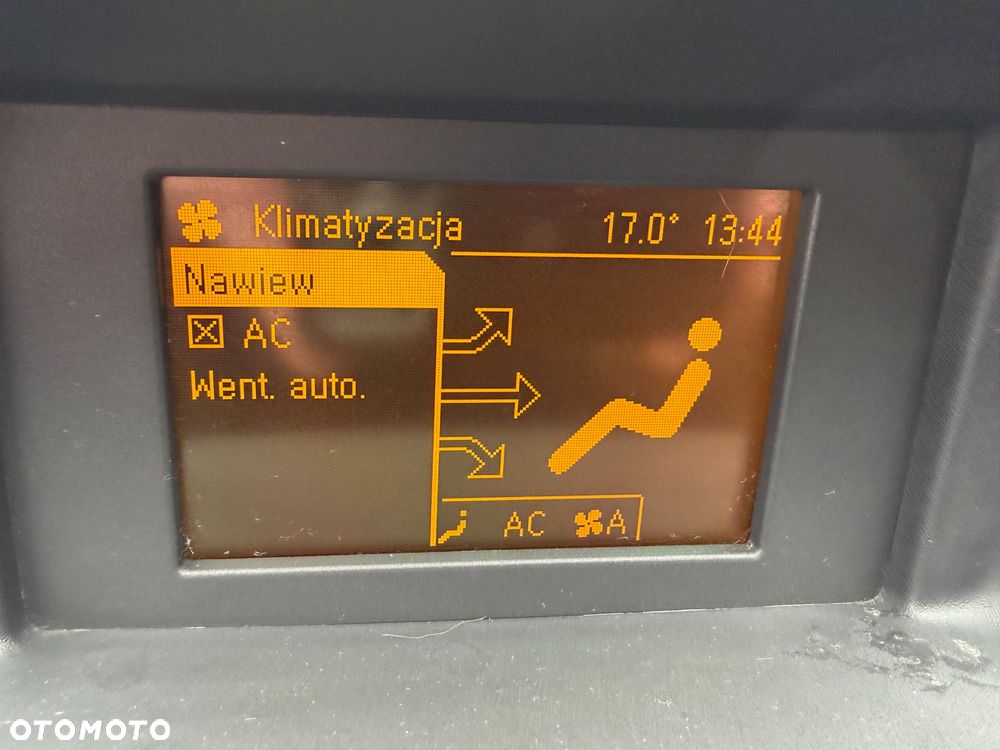 Klimatyzacja 17.0° 13:44
Nawiew
AC
Went. auto.
AC A
OTOMOTO